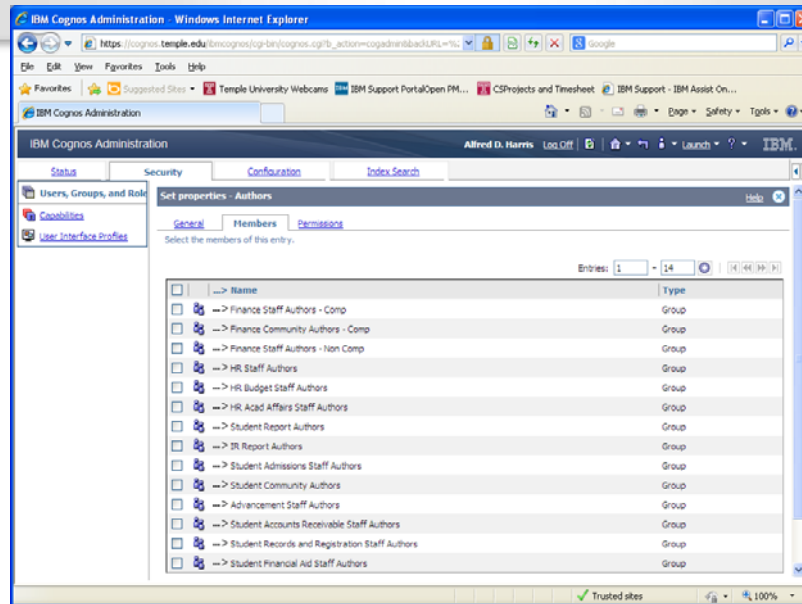 IBM Cognos Administration - Windows Internet Explorer
https://cognos.temple.edu/ibmcognos/cgi-bin/cognos.cgi?b_action=cogadmin&backURL=%
Google
File Edit View Favorites Tools Help
Favorites Suggested Sites Temple University Webcams IBM Support PortalOpen PM... CSProjects and Timesheet IBM Support - IBM Assist On...
IBM Cognos Administration Page Safety Tools
IBM Cognos Administration Alfred D. Harris Log Off Launch ? IBM.
Status Security Configuration Index Search
Users, Groups, and Role
Capabilities
User Interface Profiles
Set properties - Authors Help
General Members Permissions
Select the members of this entry.
Entries: 1 - 14
...> Name Type
...> Finance Staff Authors - Comp Group
...> Finance Community Authors - Comp Group
...> Finance Staff Authors - Non Comp Group
...> HR Staff Authors Group
...> HR Budget Staff Authors Group
...> HR Acad Affairs Staff Authors Group
...> Student Report Authors Group
...> IR Report Authors Group
...> Student Admissions Staff Authors Group
...> Student Community Authors Group
...> Advancement Staff Authors Group
...> Student Accounts Receivable Staff Authors Group
...> Student Records and Registration Staff Authors Group
...> Student Financial Aid Staff Authors Group
Trusted sites 100%